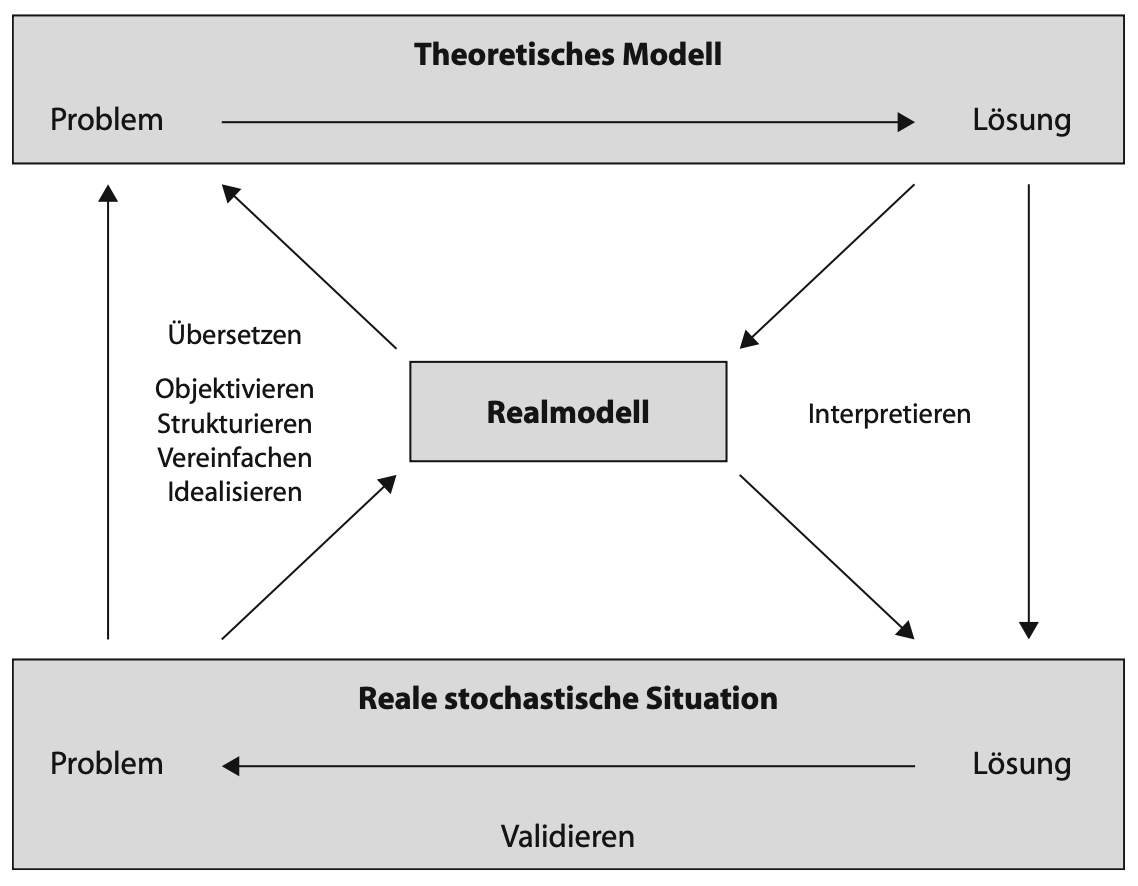 Theoretisches Modell
Problem
Lösung
Übersetzen
Objektivieren
Strukturieren
Vereinfachen
Idealisieren
Realmodell
Interpretieren
Reale stochastische Situation
Problem
Lösung
Validieren